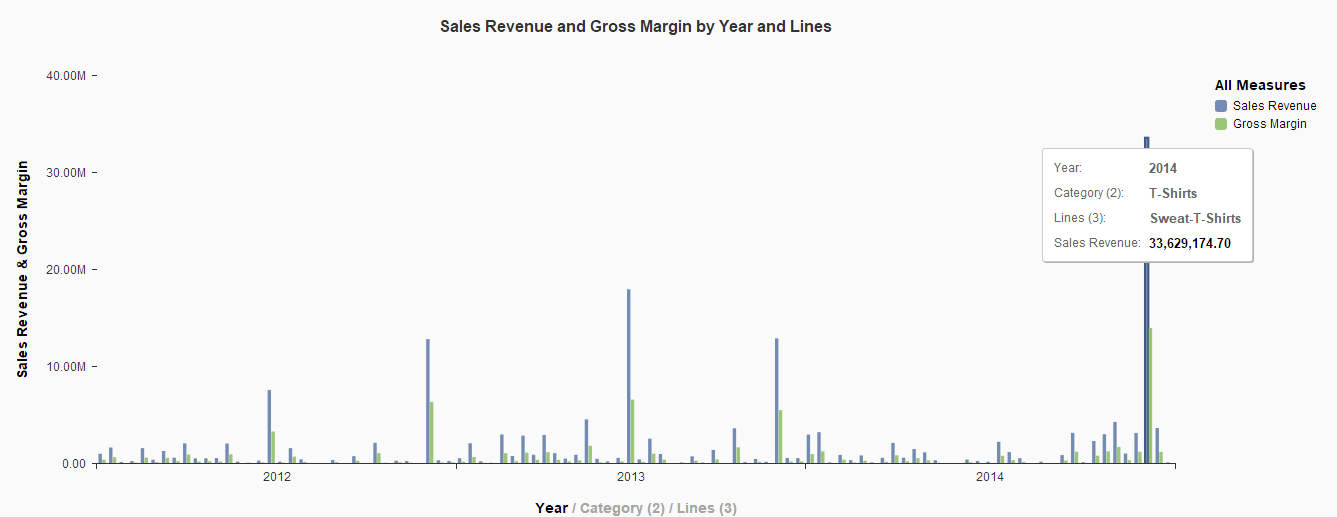 Sales Revenue and Gross Margin by Year and Lines
Sales Revenue & Gross Margin
40.00M
30.00M
20.00M
10.00M
0.00
2012
2013
2014
Year / Category (2) / Lines (3)
All Measures
Sales Revenue
Gross Margin
Year: 2014
Category (2): T-Shirts
Lines (3): Sweat-T-Shirts
Sales Revenue: 33,629,174.70